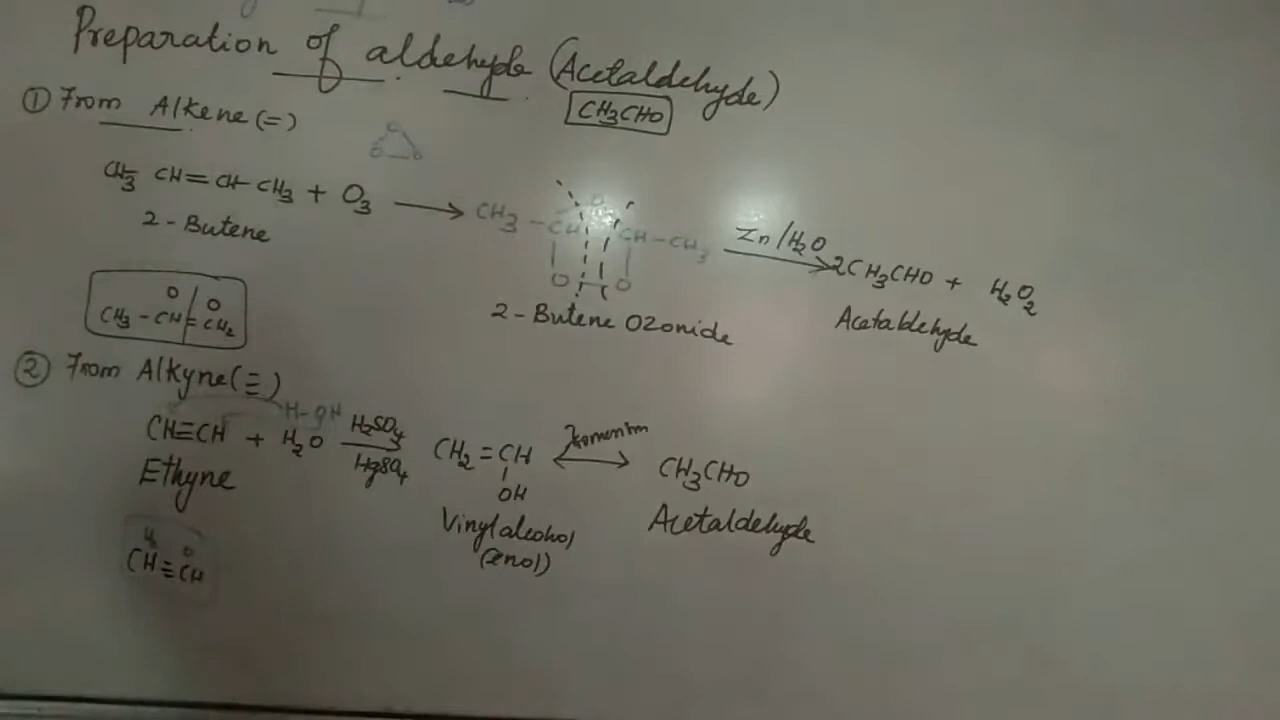 Preparation of aldehyde (Acetaldehyde)
CH3CHO
① From Alkene (=)
CH3 CH=CH-CH3 + O3 ⟶ CH3-CH O CH-CH3 Zn/H2O ⟶ 2CH3CHO + H2O2
O O
2-Butene
2-Butene Ozonide
Acetaldehyde
O O
CH3-CH=CH2
② From Alkyne (≡)
H-OH
CH≡CH + H2O H2SO4 HgSO4 ⟶ CH2=CH ⟷ CH3CHO
OH
Ethyne
Vinylalcohol
(enol)
Acetaldehyde
CH≡CH